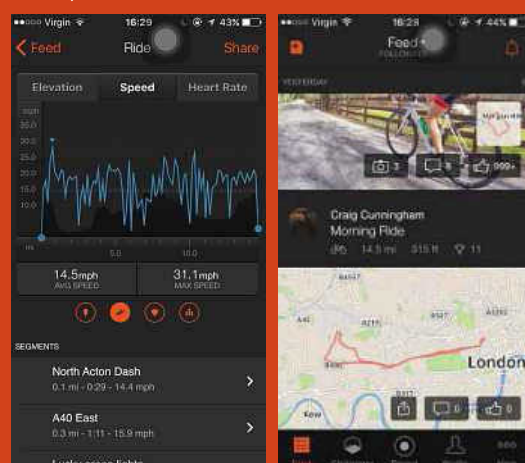 Virgin 16:29 43%
Feed Ride Share
Elevation Speed Heart Rate
mph
35.0
30.0
25.0
20.0
15.0
10.0
mi 5.0 10.0
14.5mph 31.1mph
AVG SPEED MAX SPEED
SEGMENTS
North Acton Dash
0.1 mi - 0:29 - 14.4 mph
A40 East
0.3 mi - 1:11 - 15.9 mph
Virgin 16:28 44%
Feed
FOLLOWING
YESTERDAY
3 8 999+
Craig Cunningham
Morning Ride
14.5 mi 315 ft 11
A40
London
Kew
0 0